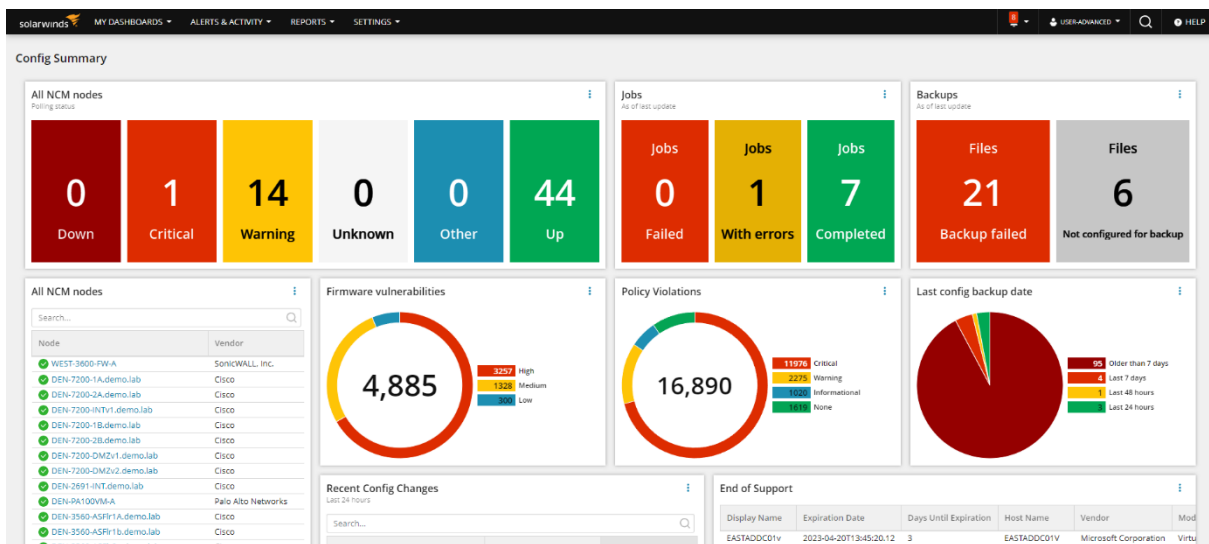 solarwinds MY DASHBOARDS ALERTS & ACTIVITY REPORTS SETTINGS 8 USER-ADVANCED HELP
Config Summary
All NCM nodes
Polling status
0 Down
1 Critical
14 Warning
0 Unknown
0 Other
44 Up
Jobs
As of last update
Jobs 0 Failed
Jobs 1 With errors
Jobs 7 Completed
Backups
As of last update
Files 21 Backup failed
Files 6 Not configured for backup
All NCM nodes
Search...
Node Vendor
WEST-3600-FW-A SonicWALL, Inc.
DEN-7200-1A.demo.lab Cisco
DEN-7200-2A.demo.lab Cisco
DEN-7200-INTv1.demo.lab Cisco
DEN-7200-1B.demo.lab Cisco
DEN-7200-2B.demo.lab Cisco
DEN-7200-DMZv1.demo.lab Cisco
DEN-7200-DMZv2.demo.lab Cisco
DEN-2691-INT.demo.lab Cisco
DEN-PA100VM-A Palo Alto Networks
DEN-3560-ASFlr1A.demo.lab Cisco
DEN-3560-ASFlr1b.demo.lab Cisco
Firmware vulnerabilities
4,885
3257 High
1328 Medium
300 Low
Policy Violations
16,890
11976 Critical
2275 Warning
1020 Informational
1619 None
Last config backup date
95 Older than 7 days
4 Last 7 days
1 Last 48 hours
3 Last 24 hours
Recent Config Changes
Last 24 hours
Search...
End of Support
Display Name Expiration Date Days Until Expiration Host Name Vendor Mod
EASTADDC01v 2023-04-20T13:45:20.12 3 EASTADDC01V Microsoft Corporation Virtu